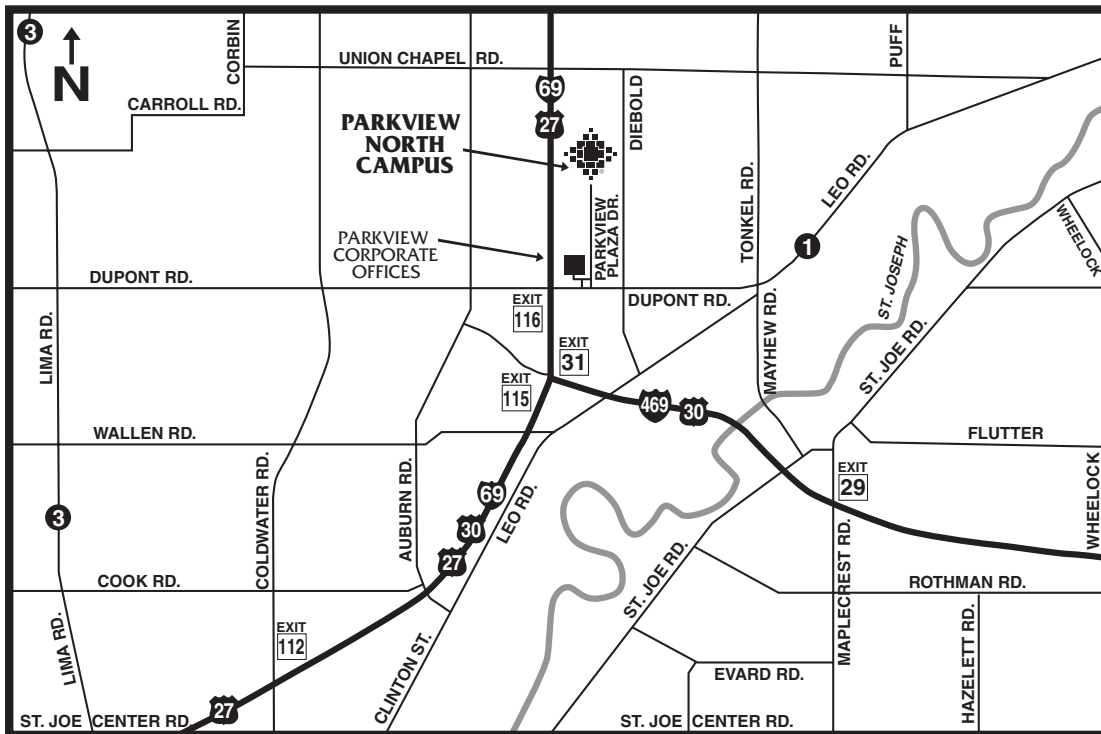 3
N
CORBIN
CARROLL RD.
UNION CHAPEL RD.
PUFF
69
27
PARKVIEW
NORTH
CAMPUS
DIEBOLD
PARKVIEW
PLAZA DR.
PARKVIEW
CORPORATE
OFFICES
TONKEL RD.
LEO RD.
1
WHEELOCK
ST. JOSEPH
DUPONT RD.
DUPONT RD.
EXIT
116
EXIT
31
EXIT
115
LIMA RD.
MAYHEW RD.
ST. JOE RD.
469
30
WALLEN RD.
FLUTTER
COLDWATER RD.
AUBURN RD.
69
30
27
LEO RD.
EXIT
29
WHEELOCK
3
COOK RD.
ST. JOE RD.
MAPLECREST RD.
ROTHMAN RD.
LIMA RD.
EXIT
112
CLINTON ST.
EVARD RD.
HAZELETT RD.
27
ST. JOE CENTER RD.
ST. JOE CENTER RD.